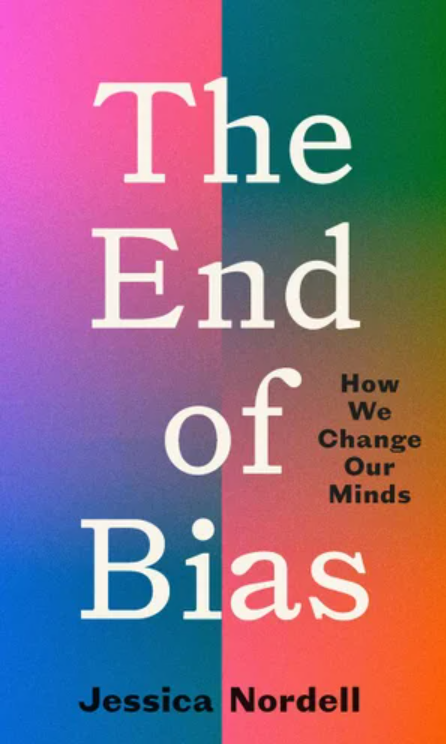 The
End
of
Bias
How
We
Change
Our
Minds
Jessica Nordell